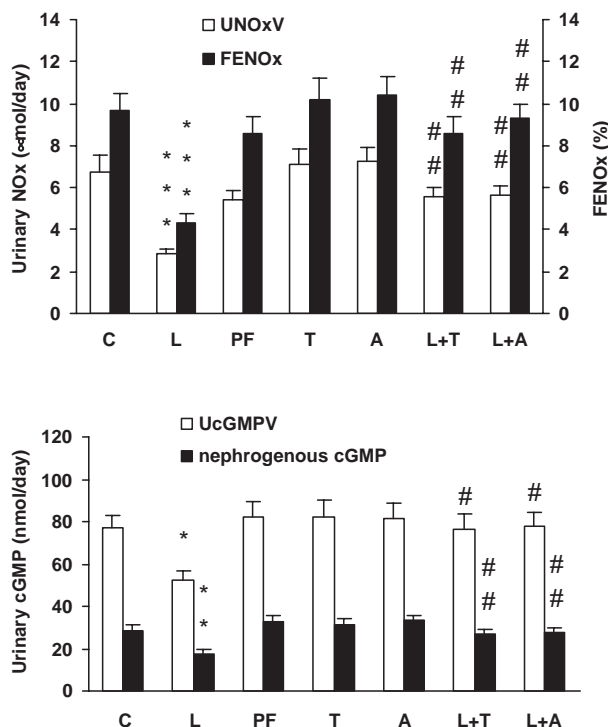 UNOxV
FENOx
Urinary NOx (∝mol/day)
FENOx (%)
14 14
12 12
10 10
8 8
6 6
4 4
2 2
0 0
* * *
* * *
# #
# #
# #
# #
C L PF T A L+T L+A
UcGMPV
nephrogenous cGMP
Urinary cGMP (nmol/day)
120
100
80
60
40
20
0
*
* *
#
# #
#
# #
C L PF T A L+T L+A